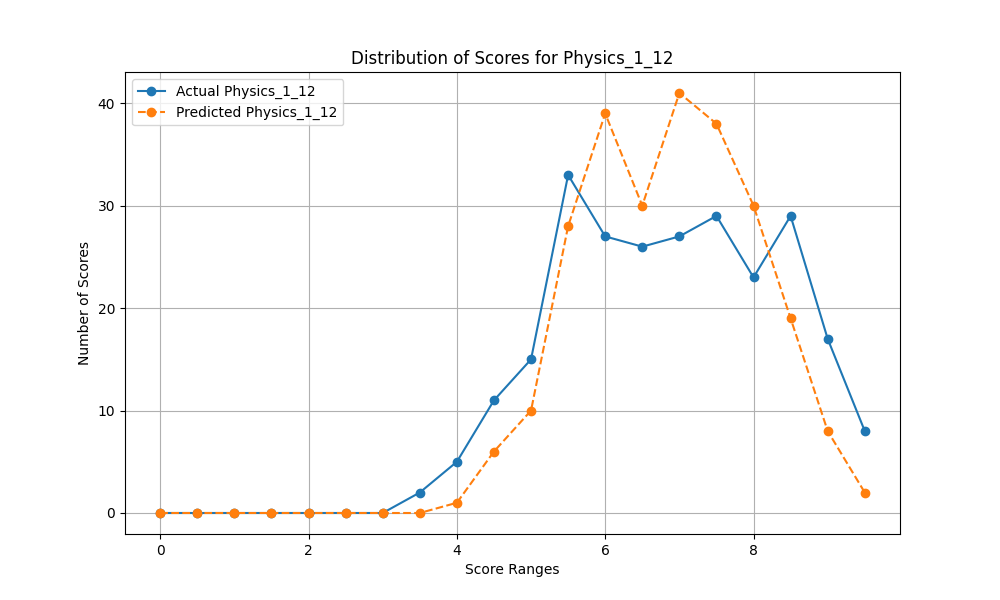 Distribution of Scores for Physics_1_12
Actual Physics_1_12
Predicted Physics_1_12
Number of Scores
40
30
20
10
0
0 2 4 6 8
Score Ranges